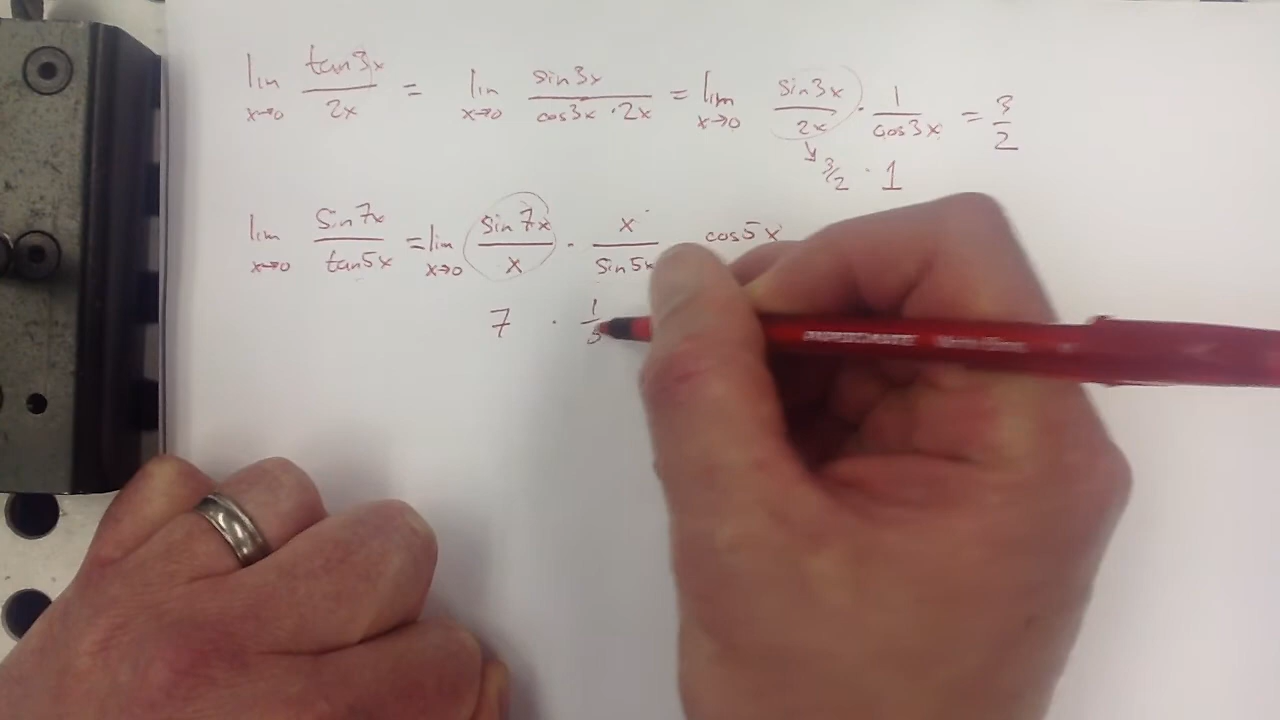 lim x→0 tan3x / 2x = lim x→0 sin3x / cos3x · 2x = lim x→0 sin3x / 2x · 1 / cos3x = 3/2
↘ 3/2 · 1
lim x→0 sin7x / tan5x = lim x→0 sin7x / x · x / sin5x cos5x
7 · 1/5